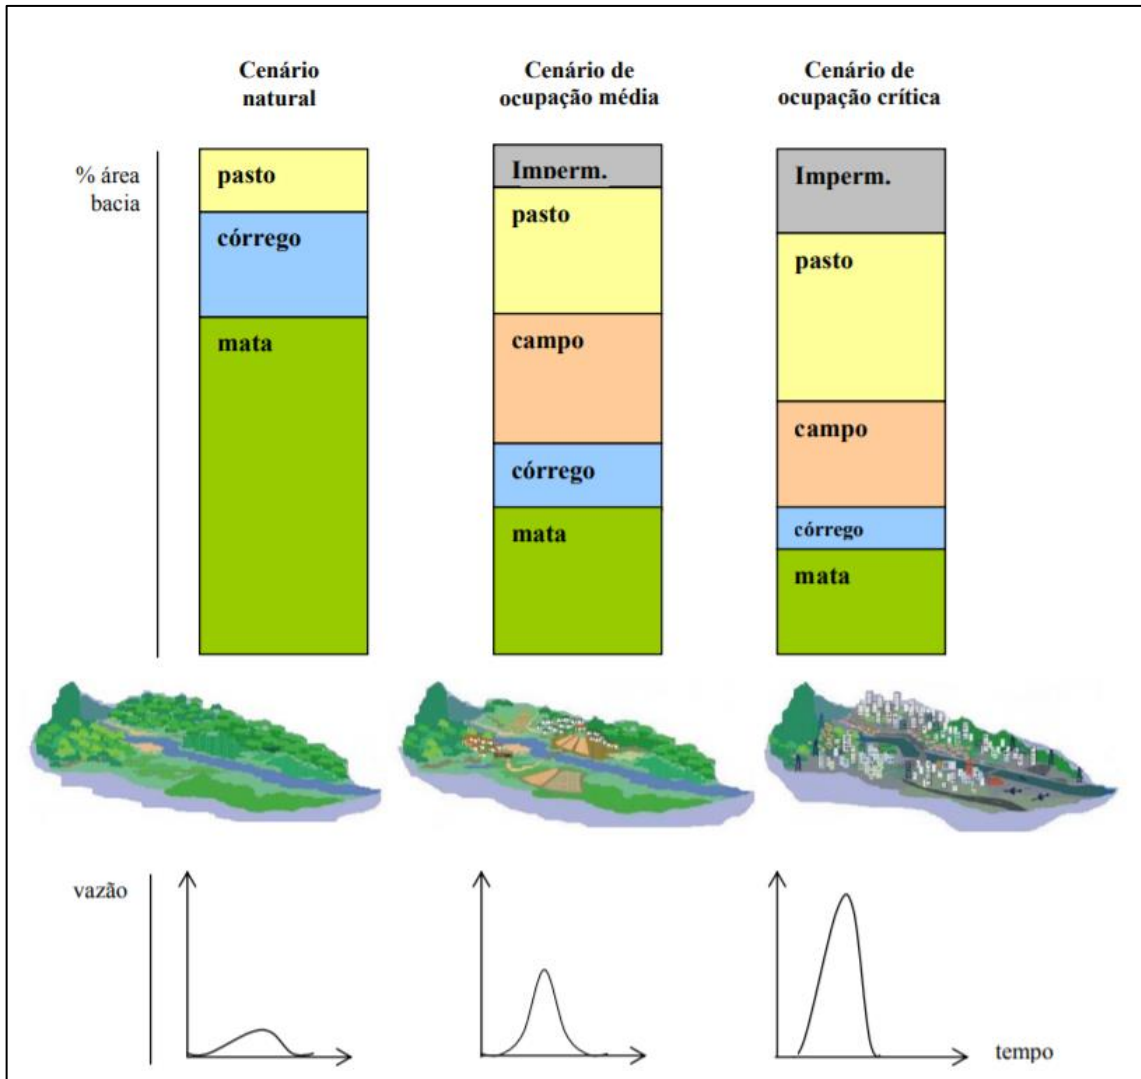 Cenário
natural
Cenário de
ocupação média
Cenário de
ocupação crítica
% área
bacia
pasto
córrego
mata
Imperm.
pasto
campo
córrego
mata
Imperm.
pasto
campo
córrego
mata
vazão
tempo